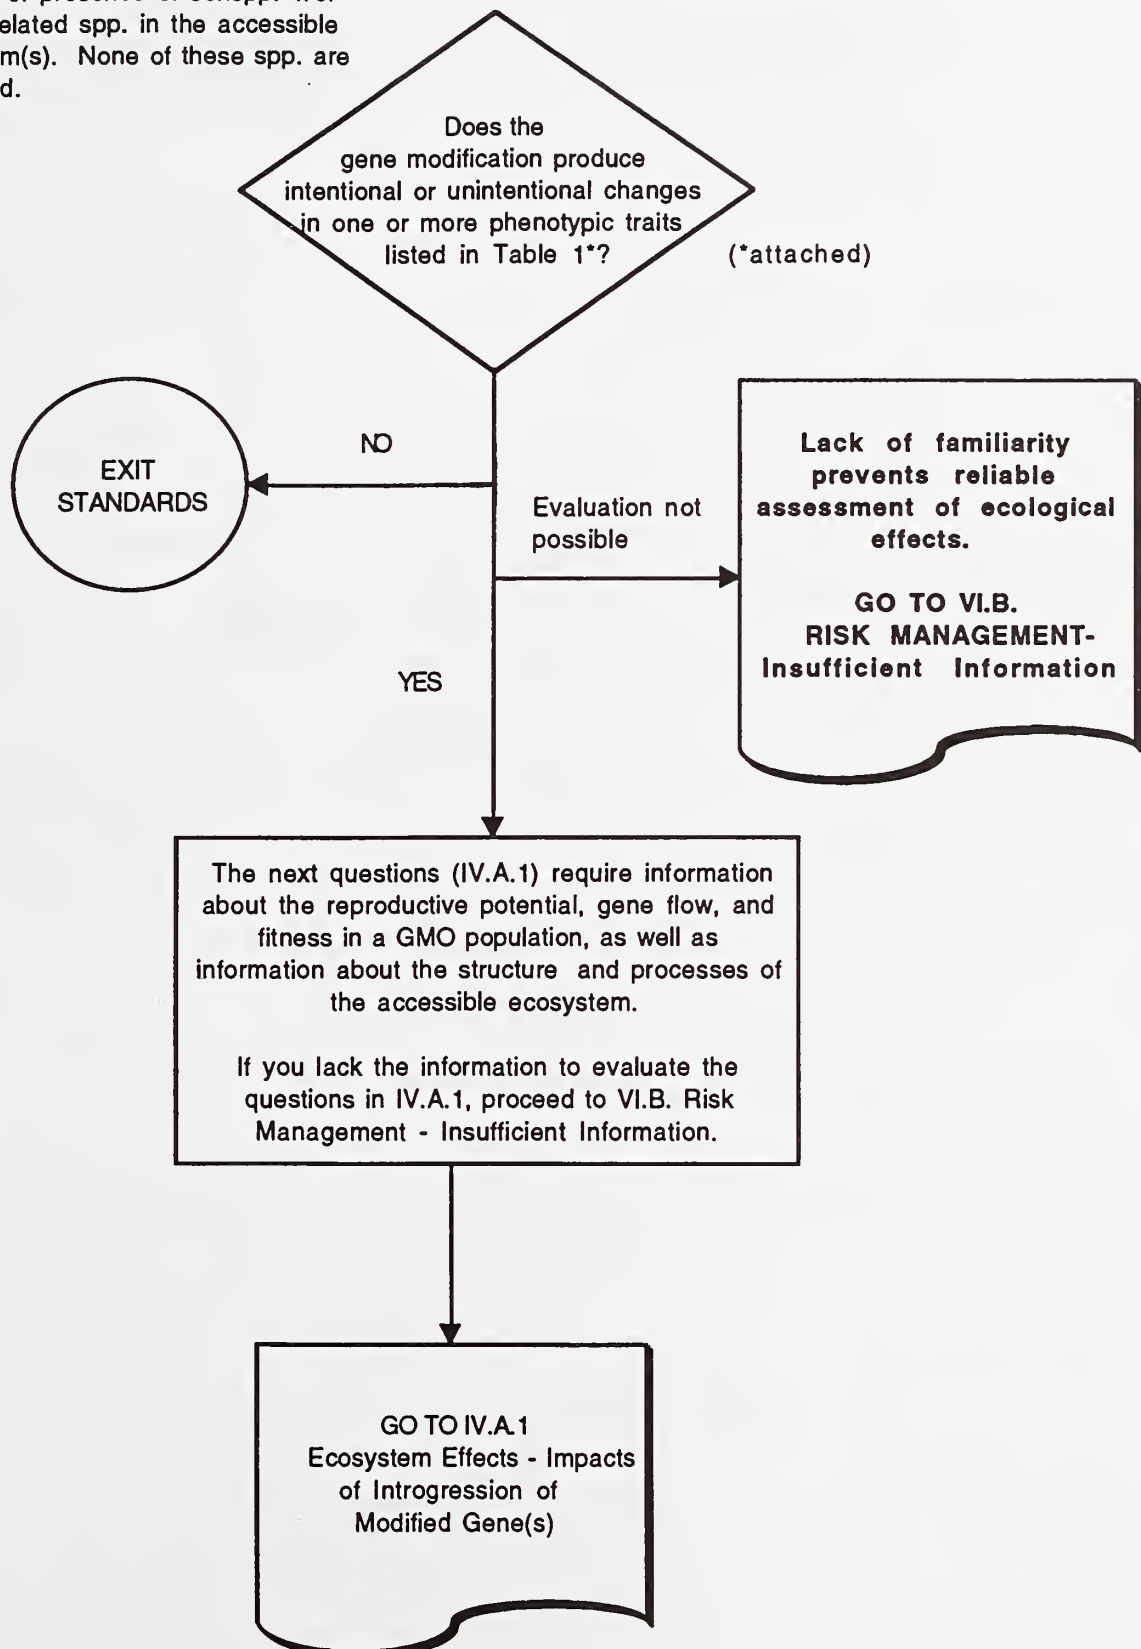 elated spp. in the accessible
m(s). None of these spp. are
d.
Does the
gene modification produce
intentional or unintentional changes
in one or more phenotypic traits
listed in Table 1*?
(*attached)
NO
EXIT
STANDARDS
Evaluation not
possible
Lack of familiarity
prevents reliable
assessment of ecological
effects.
GO TO VI.B.
RISK MANAGEMENT-
Insufficient Information
YES
The next questions (IV.A.1) require information
about the reproductive potential, gene flow, and
fitness in a GMO population, as well as
information about the structure and processes of
the accessible ecosystem.
If you lack the information to evaluate the
questions in IV.A.1, proceed to VI.B. Risk
Management - Insufficient Information.
GO TO IV.A.1
Ecosystem Effects - Impacts
of Introgression of
Modified Gene(s)